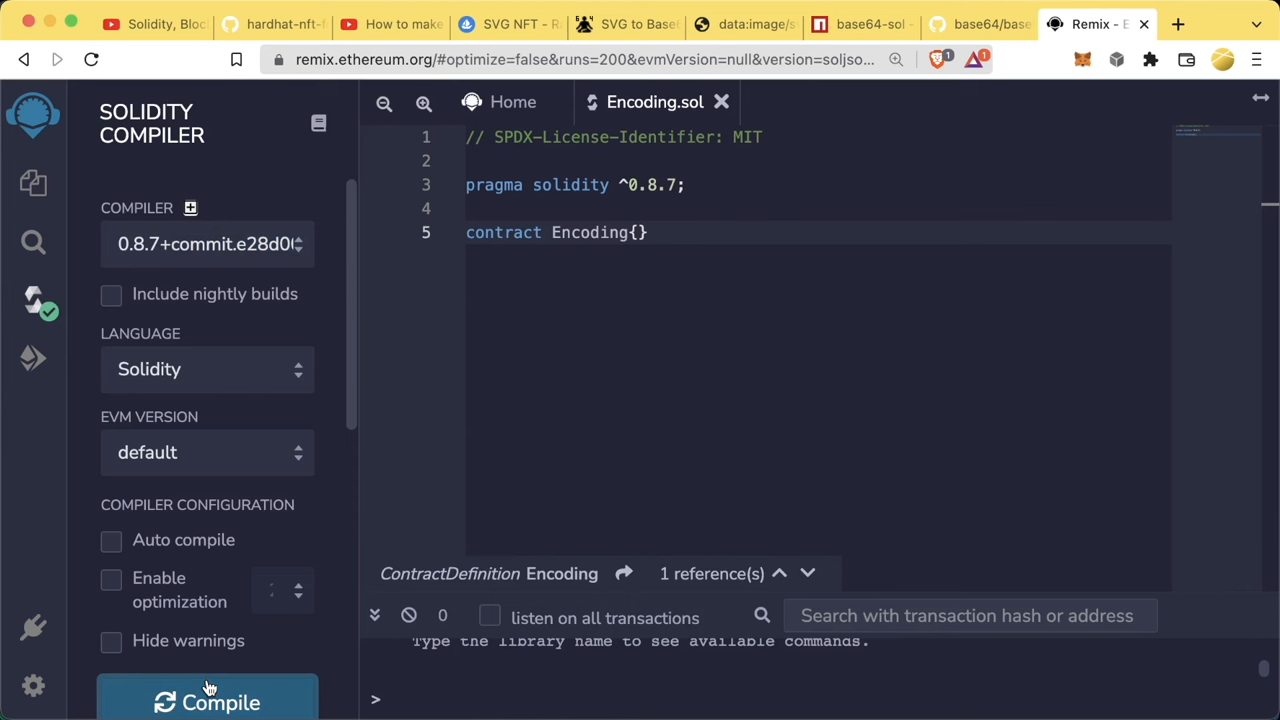 Solidity, Bloc
hardhat-nft-f
How to make
SVG NFT - Ra
SVG to Base6
data:image/s
base64-sol -
base64/base
Remix - E
remix.ethereum.org/#optimize=false&runs=200&evmVersion=null&version=soljso...
1
1
SOLIDITY
COMPILER
COMPILER
0.8.7+commit.e28d00
Include nightly builds
LANGUAGE
Solidity
EVM VERSION
default
COMPILER CONFIGURATION
Auto compile
Enable
optimization
Hide warnings
Compile
Home
Encoding.sol
1 // SPDX-License-Identifier: MIT
2
3 pragma solidity ^0.8.7;
4
5 contract Encoding{}
ContractDefinition Encoding 1 reference(s)
0 listen on all transactions Search with transaction hash or address
Type the library name to see available commands.
>